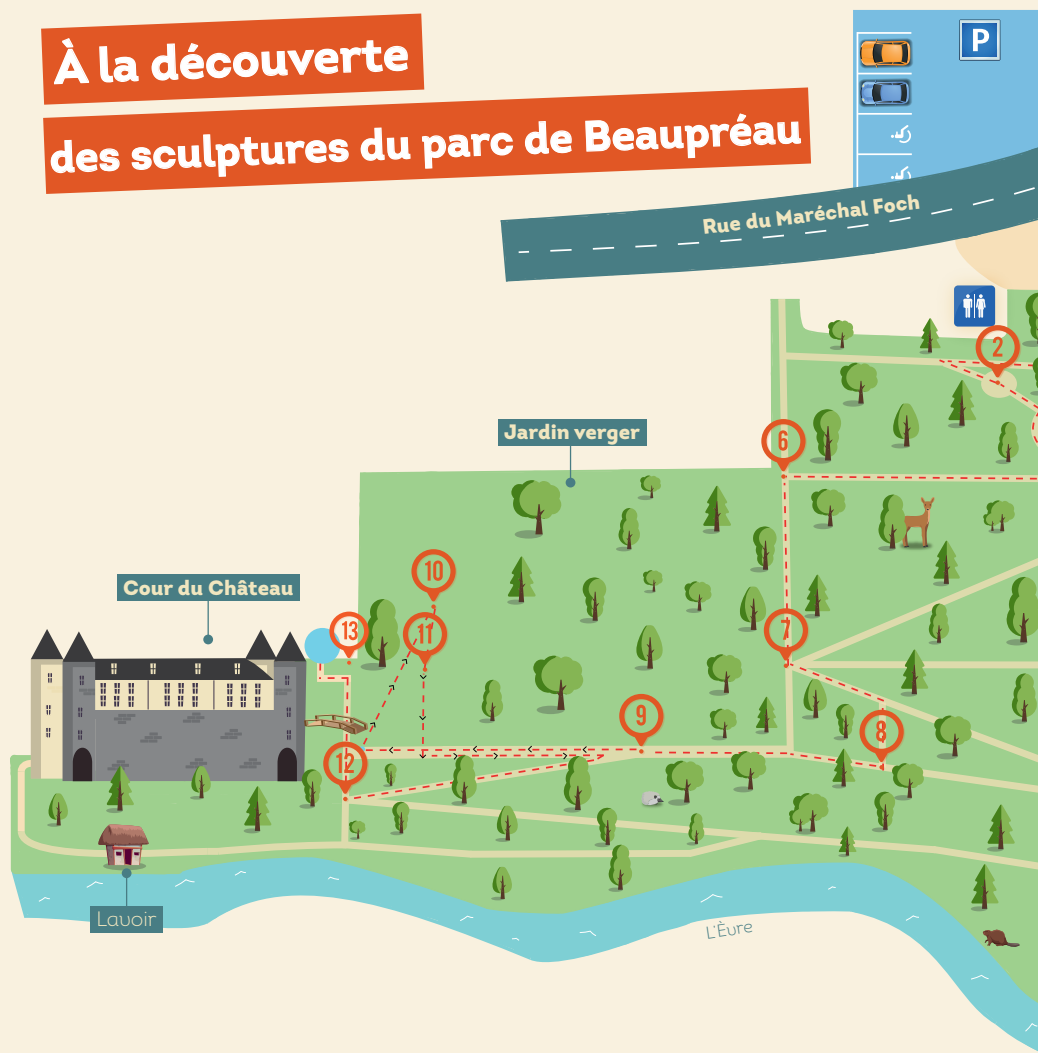 À la découverte
des sculptures du parc de Beaupréau
P
Rue du Maréchal Foch
2
Jardin verger
6
10
Cour du Château
13
11
7
9
8
12
Lavoir
L'Èure